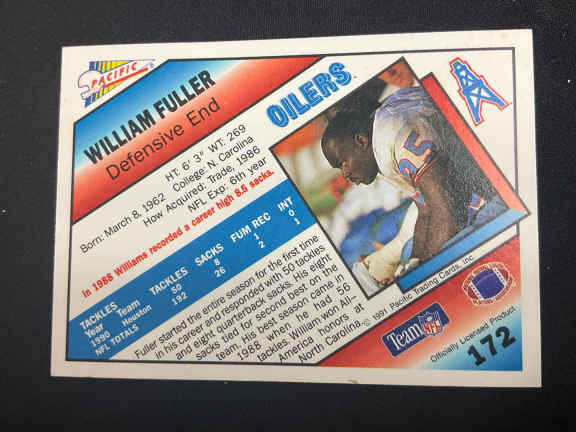 PACIFIC
WILLIAM FULLER
Defensive End
OILERS
HT: 6' 3" WT: 269
Born: March 8, 1962 College: N. Carolina
How Acquired: Trade, 1986
NFL Exp: 6th year
In 1988 Williams recorded a career high 8.5 sacks.
TACKLES
Year Team TACKLES SACKS FUM REC INT
1990 Houston 50 8 1 0
NFL TOTALS 192 26 2 1
Fuller started the entire season for the first time
in his career and responded with 50 tackles
and eight quarterback sacks. His eight
sacks tied for second best on the
team. His best season came in
1988 when he had 56
tackles. William won All-
America honors at
North Carolina.
© 1991 Pacific Trading Cards, Inc.
95
Team NFL
Officially Licensed Product
172